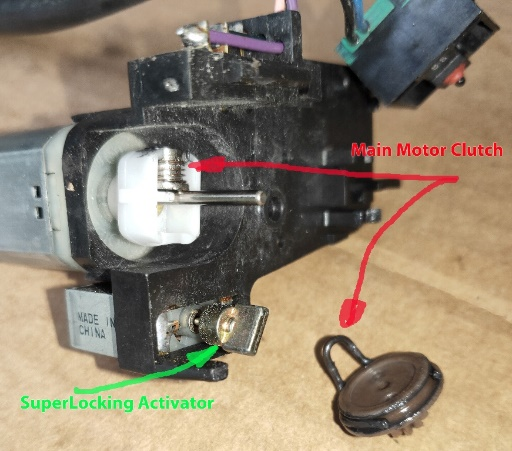 Main Motor Clutch
MADE IN
CHINA
SuperLocking Activator